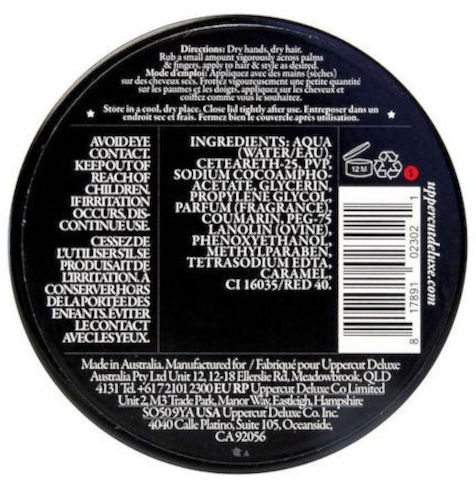 Directions: Dry hands, dry hair.
Rub a small amount vigorously across palms
& fingers, apply to hair & style as desired.
Mode d'emploi: Appliquez avec des mains (sèches)
sur des cheveux secs. Frottez vigoureusement une petite quantité
sur les paumes et les doigts, appliquez sur les cheveux et
coiffez comme vous le souhaitez.
Store in a cool, dry place. Close lid tightly after use. Entreposer dans un
endroit sec et frais. Fermez bien le couvercle après utilisation.
AVOID EYE
CONTACT.
KEEP OUT OF
REACH OF
CHILDREN.
IF IRRITATION
OCCURS, DIS-
CONTINUE USE.
CESSEZ DE
L'UTILISER S'IL SE
PRODUISAIT DE
L'IRRITATION. A
CONSERVER HORS
DE LA PORTÉE DES
ENFANTS. ÉVITER
LE CONTACT
AVEC LES YEUX.
INGREDIENTS: AQUA
(WATER/EAU),
CETEARETH-25, PVP,
SODIUM COCOAMPHO-
ACETATE, GLYCERIN,
PROPYLENE GLYCOL,
PARFUM (FRAGRANCE),
COUMARIN, PEG-75
LANOLIN (OVINE),
PHENOXYETHANOL,
METHYLPARABEN,
TETRASODIUM EDTA,
CARAMEL,
CI 16035/RED 40.
12 M
uppercutdeluxe.com
8 17891 02302 1
Made in Australia. Manufactured for / Fabriqué pour Uppercut Deluxe
Australia Pty Ltd Unit 12, 12-18 Ellerslie Rd, Meadowbrook, QLD
4131 Tel. +61 7 2101 2300 EU RP Uppercut Deluxe Co Limited
Unit 2, M3 Trade Park, Manor Way, Eastleigh, Hampshire
SO50 9YA USA Uppercut Deluxe Co. Inc.
4040 Calle Platino, Suite 105, Oceanside,
CA 92056